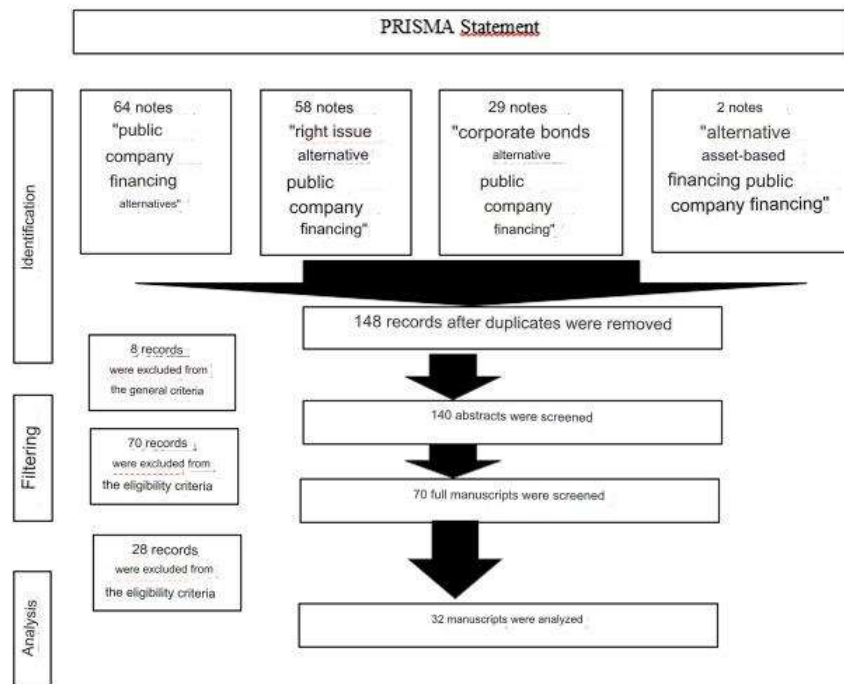 PRISMA Statement
64 notes
"public
company
financing
alternatives"
58 notes
"right issue
alternative
public
company
financing"
29 notes
"corporate bonds
alternative
public
company
financing"
2 notes
"alternative
asset-based
financing public
company financing"
Identification
148 records after duplicates were removed
8 records
were excluded from
the general criteria
140 abstracts were screened
Filtering
70 records
were excluded from
the eligibility criteria
70 full manuscripts were screened
28 records
were excluded from
the eligibility criteria
Analysis
32 manuscripts were analyzed